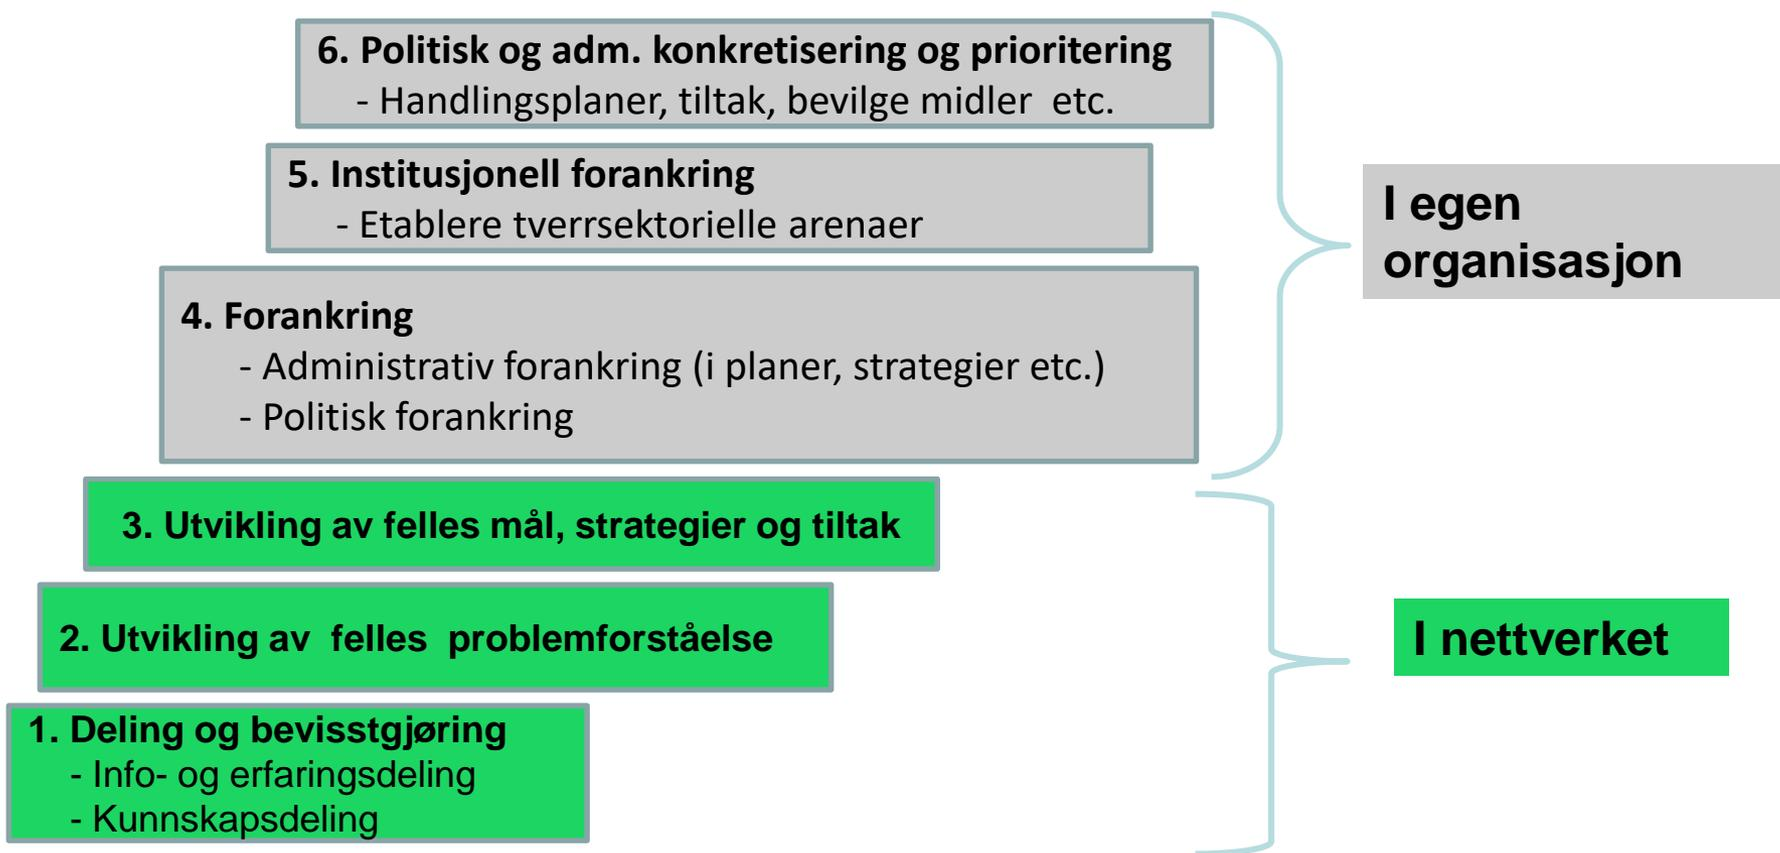 6. Politisk og adm. konkretisering og prioritering
- Handlingsplaner, tiltak, bevilge midler etc.
5. Institusjonell forankring
- Etablere tverrsektorielle arenaer
I egen
organisasjon
4. Forankring
- Administrativ forankring (i planer, strategier etc.)
- Politisk forankring
3. Utvikling av felles mål, strategier og tiltak
2. Utvikling av felles problemforståelse
I nettverket
1. Deling og bevisstgjøring
- Info- og erfaringsdeling
- Kunnskapsdeling